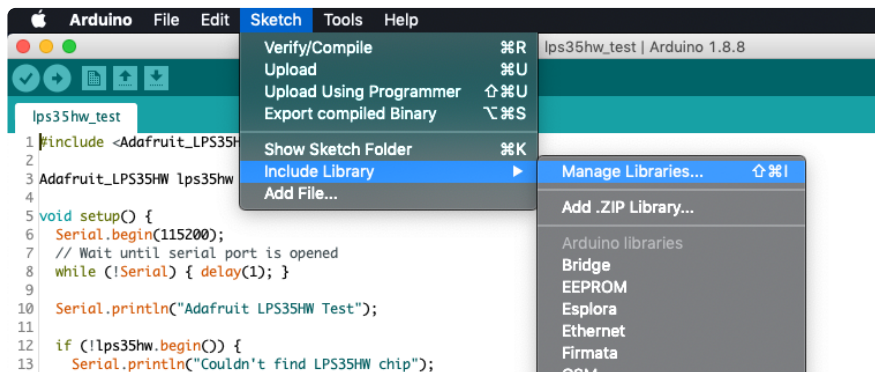 Arduino File Edit Sketch Tools Help
lps35hw_test | Arduino 1.8.8
Verify/Compile ⌘R
Upload ⌘U
Upload Using Programmer ⇧⌘U
Export compiled Binary ⌥⌘S
Show Sketch Folder ⌘K
Include Library ▶
Add File...
Manage Libraries... ⇧⌘I
Add .ZIP Library...
Arduino libraries
Bridge
EEPROM
Esplora
Ethernet
Firmata
lps35hw_test
1 #include <Adafruit_LPS35H
2
3 Adafruit_LPS35HW lps35hw
4
5 void setup() {
6 Serial.begin(115200);
7 // Wait until serial port is opened
8 while (!Serial) { delay(1); }
9
10 Serial.println("Adafruit LPS35HW Test");
11
12 if (!lps35hw.begin()) {
13 Serial.println("Couldn't find LPS35HW chip");